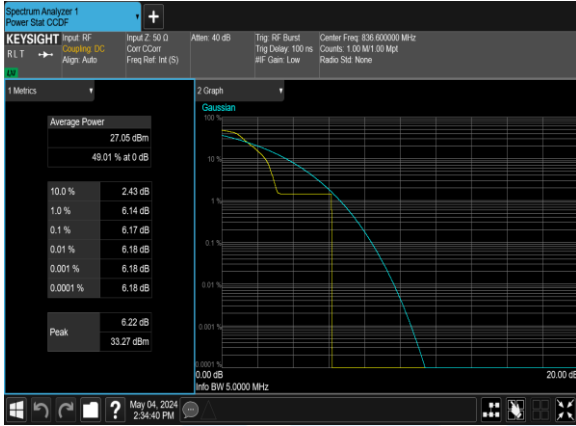 Spectrum Analyzer 1
Power Stat CCDF
+
KEYSIGHT Input: RF
RLT Coupling: DC
Align: Auto
LXI
Input Z: 50 Ω
Corr CCorr
Freq Ref: Int (S)
Atten: 40 dB
Trig: RF Burst
Trig Delay: 100 ns
#IF Gain: Low
Center Freq: 836.600000 MHz
Counts: 1.00 M/1.00 Mpt
Radio Std: None
1 Metrics
Average Power
27.05 dBm
49.01 % at 0 dB
10.0 % 2.43 dB
1.0 % 6.14 dB
0.1 % 6.17 dB
0.01 % 6.18 dB
0.001 % 6.18 dB
0.0001 % 6.18 dB
Peak
6.22 dB
33.27 dBm
2 Graph
Gaussian
100 %
10 %
1 %
0.1 %
0.01 %
0.001 %
0.0001 %
0.00 dB 20.00 dB
Info BW 5.0000 MHz
?
May 04, 2024
2:34:40 PM